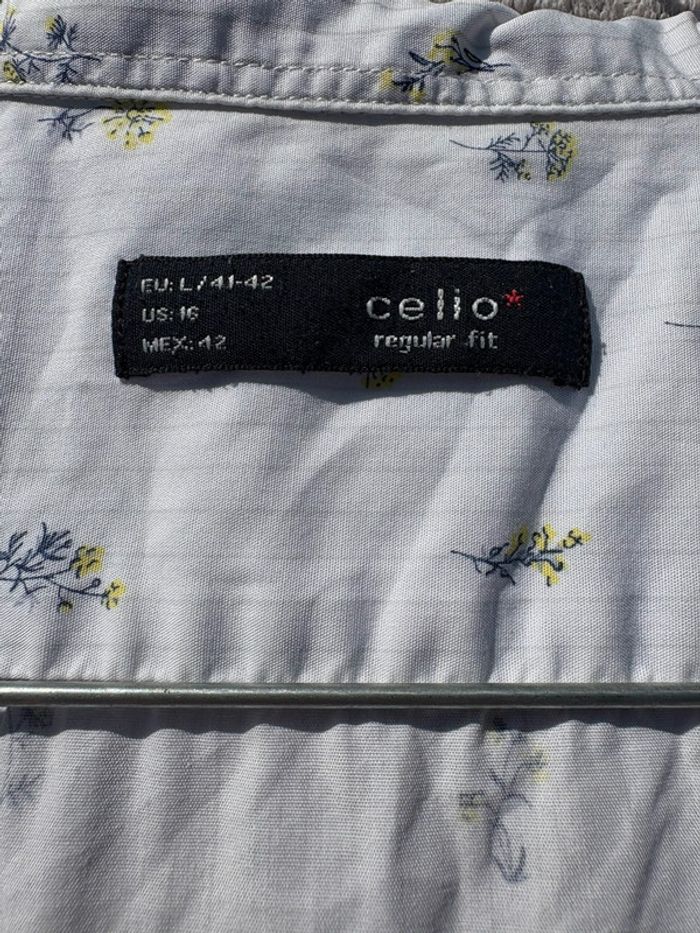 EU: L/41-42
US: 16
MEX: 42
celio*
regular fit